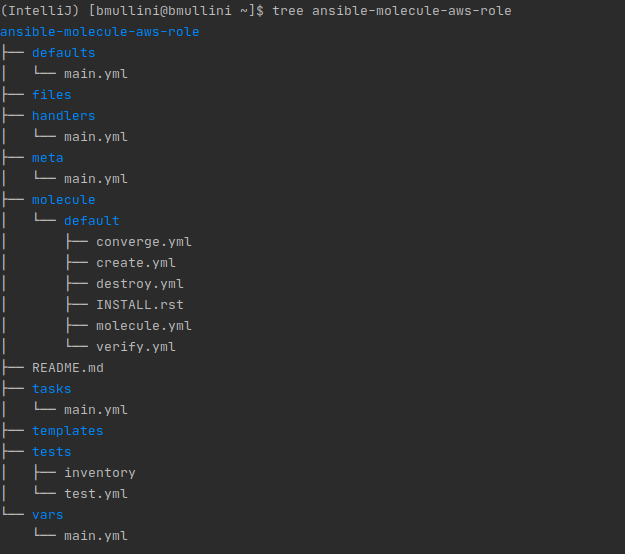 (IntelliJ) [bmullini@bmullini ~]$ tree ansible-molecule-aws-role
ansible-molecule-aws-role
├── defaults
│   └── main.yml
├── files
├── handlers
│   └── main.yml
├── meta
│   └── main.yml
├── molecule
│   └── default
│       ├── converge.yml
│       ├── create.yml
│       ├── destroy.yml
│       ├── INSTALL.rst
│       ├── molecule.yml
│       └── verify.yml
├── README.md
├── tasks
│   └── main.yml
├── templates
├── tests
│   ├── inventory
│   └── test.yml
└── vars
    └── main.yml